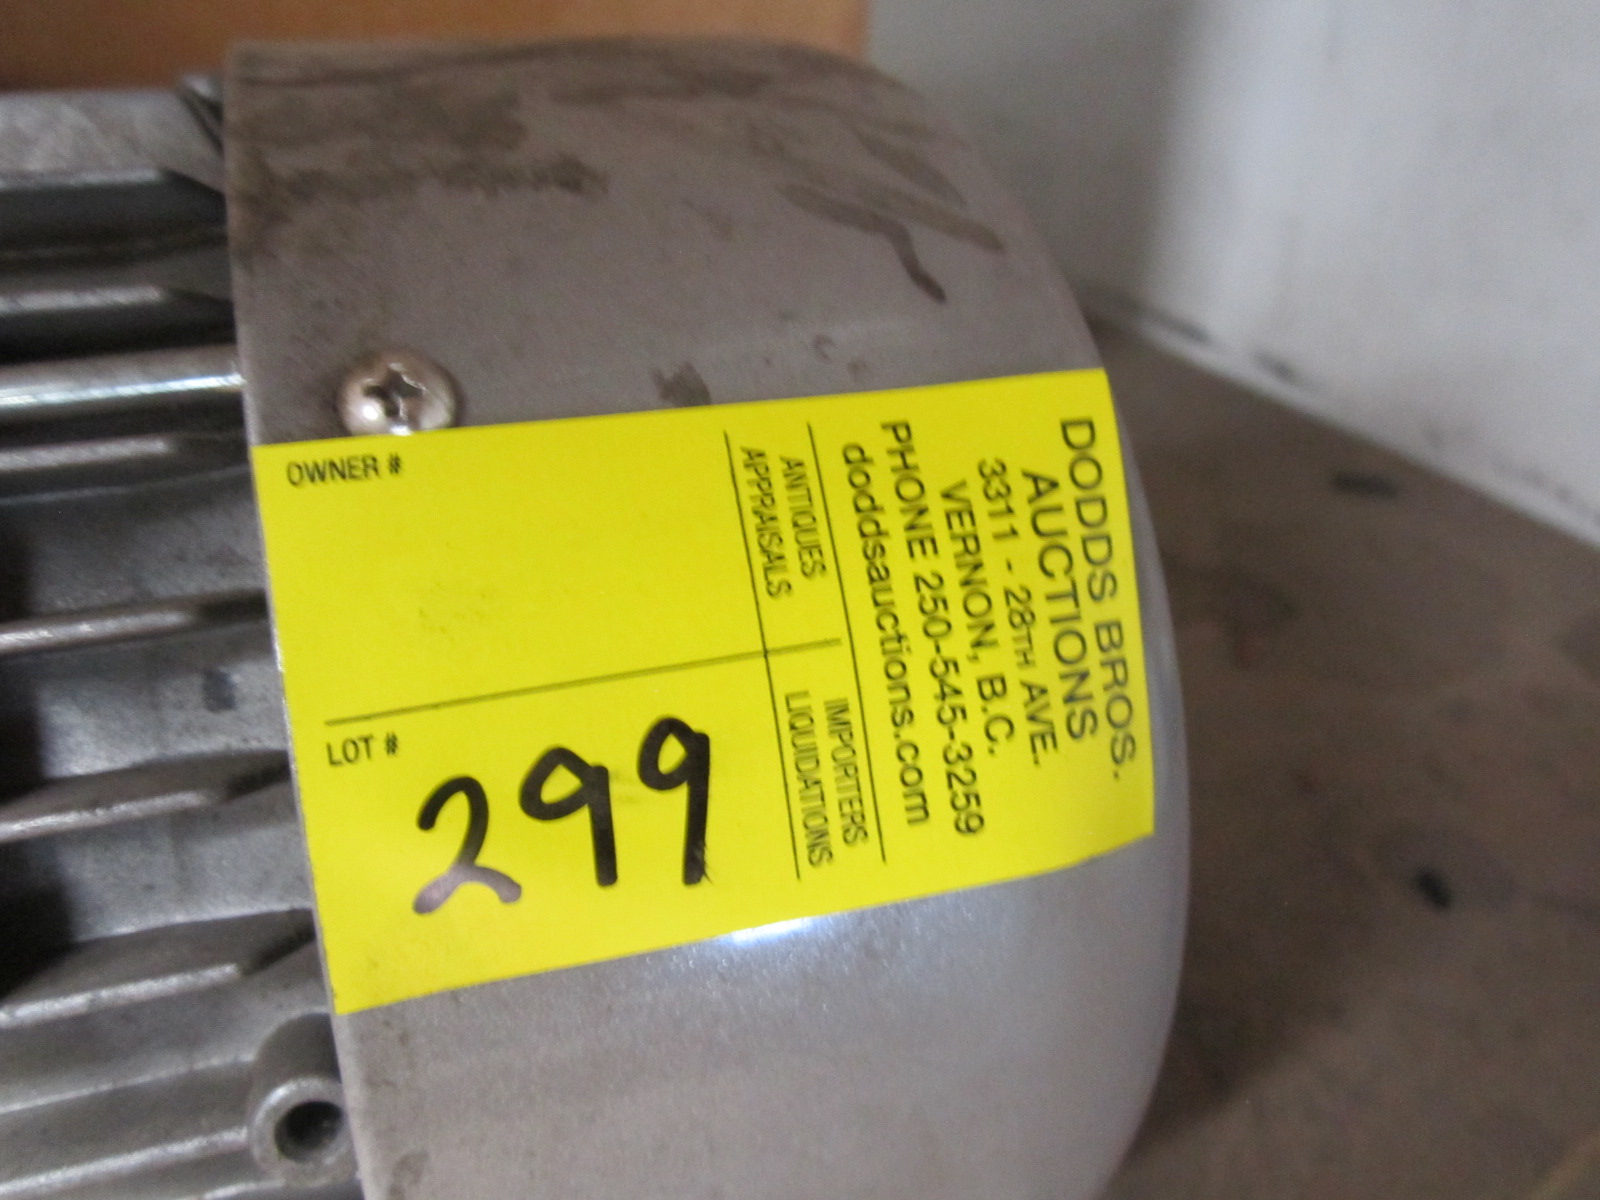 DODDS BROS.
AUCTIONS
3311 - 28TH AVE.
VERNON, B.C.
PHONE 250-545-3259
doddsauctions.com
ANTIQUES IMPORTERS
APPRAISALS LIQUIDATIONS
OWNER #
LOT #
299